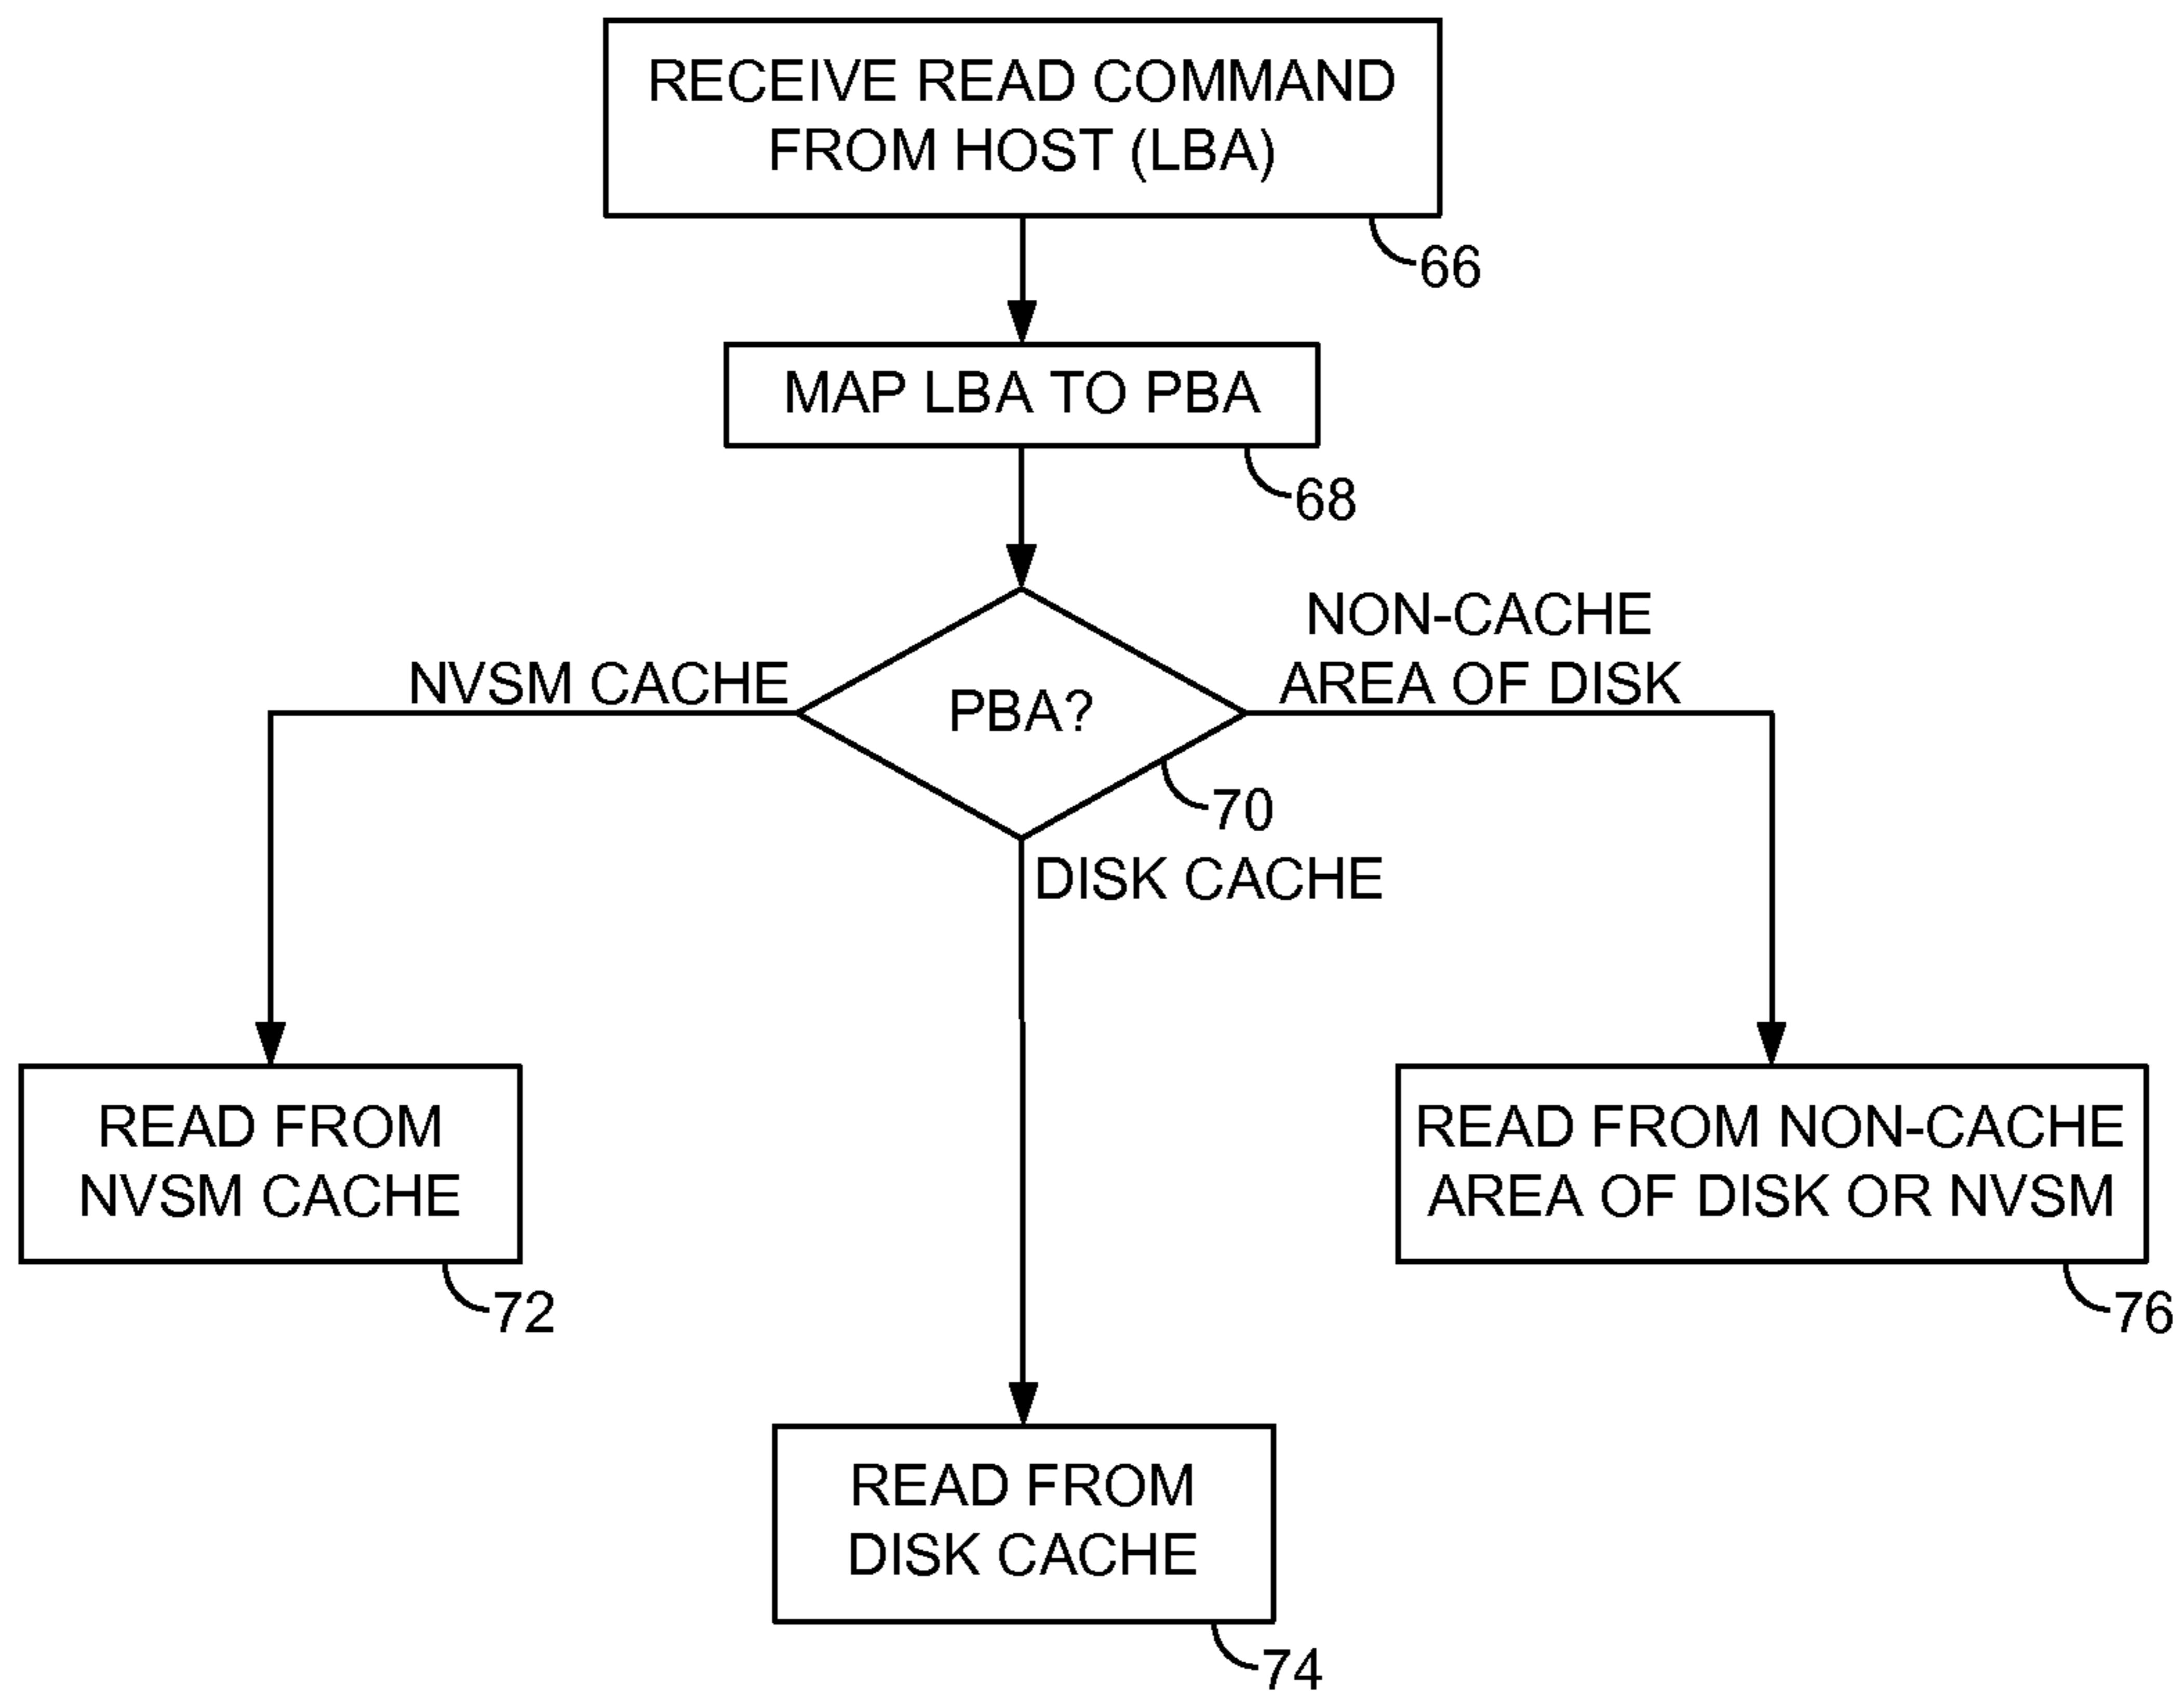 RECEIVE READ COMMAND
FROM HOST (LBA)
66
MAP LBA TO PBA
68
NON-CACHE
AREA OF DISK
NVSM CACHE
PBA?
70
DISK CACHE
READ FROM
NVSM CACHE
72
READ FROM NON-CACHE
AREA OF DISK OR NVSM
76
READ FROM
DISK CACHE
74